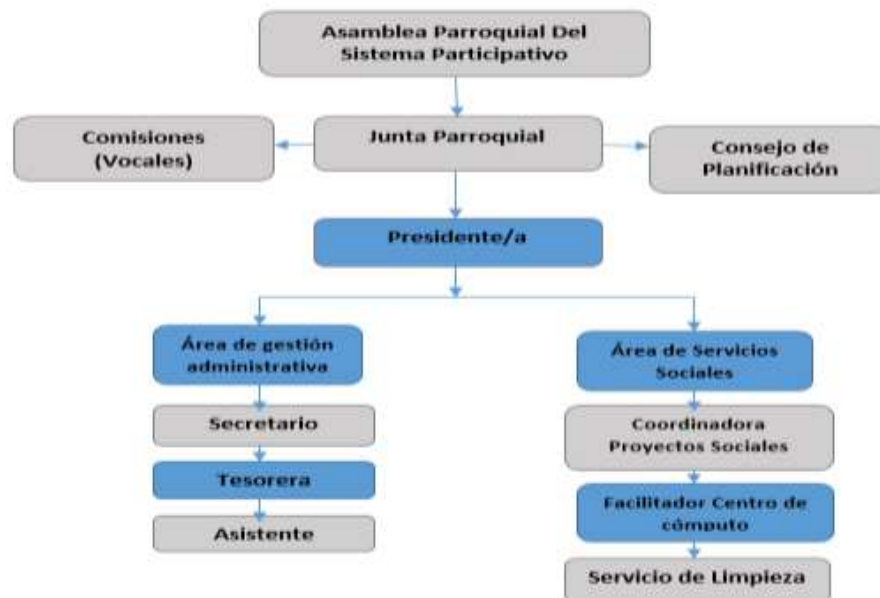 Asamblea Parroquial Del
Sistema Participativo
Comisiones
(Vocales)
Junta Parroquial
Consejo de
Planificación
Presidente/a
Área de gestión
administrativa
Secretario
Tesorera
Asistente
Área de Servicios
Sociales
Coordinadora
Proyectos Sociales
Facilitador Centro de
cómputo
Servicio de Limpieza